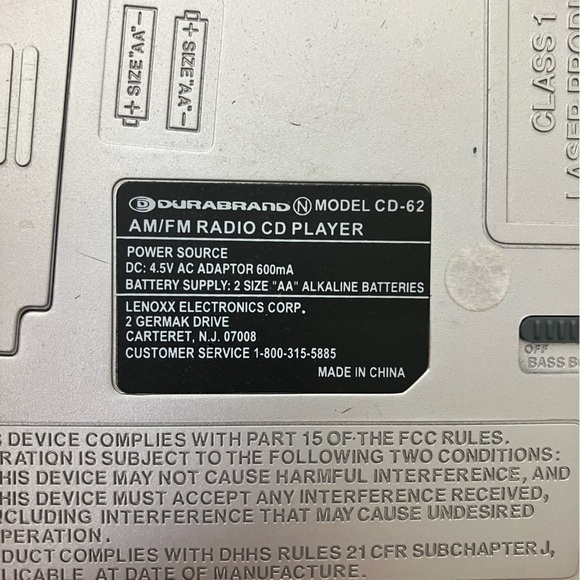 + SIZE "AA" -
+ SIZE "AA" -
CLASS 1
DURABRAND N MODEL CD-62
AM/FM RADIO CD PLAYER
POWER SOURCE
DC: 4.5V AC ADAPTOR 600mA
BATTERY SUPPLY: 2 SIZE "AA" ALKALINE BATTERIES
LENOXX ELECTRONICS CORP.
2 GERMAK DRIVE
CARTERET, N.J. 07008
CUSTOMER SERVICE 1-800-315-5885
MADE IN CHINA
OFF
BASS
DEVICE COMPLIES WITH PART 15 OF THE FCC RULES.
RATION IS SUBJECT TO THE FOLLOWING TWO CONDITIONS:
HIS DEVICE MAY NOT CAUSE HARMFUL INTERFERENCE, AND
HIS DEVICE MUST ACCEPT ANY INTERFERENCE RECEIVED,
NCLUDING INTERFERENCE THAT MAY CAUSE UNDESIRED
PERATION.
DUCT COMPLIES WITH DHHS RULES 21 CFR SUBCHAPTER J,
LICABLE AT DATE OF MANUFACTURE.